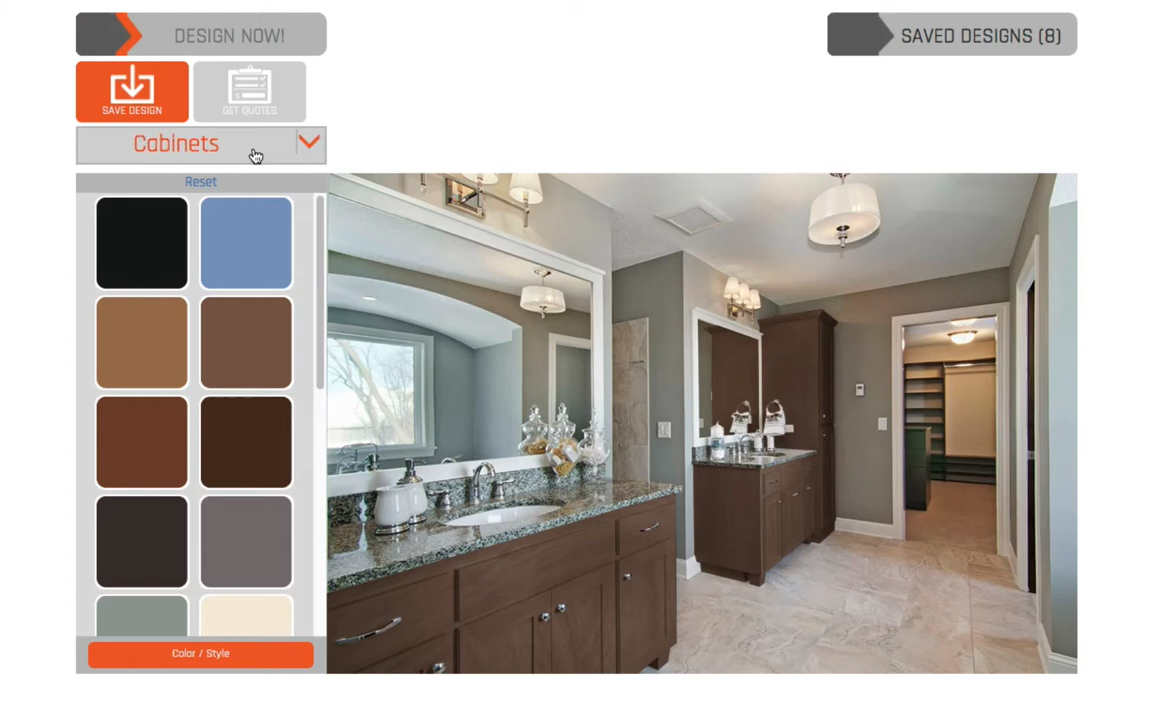 DESIGN NOW!
SAVED DESIGNS (8)
SAVE DESIGN
GET QUOTES
Cabinets
Reset
Color / Style